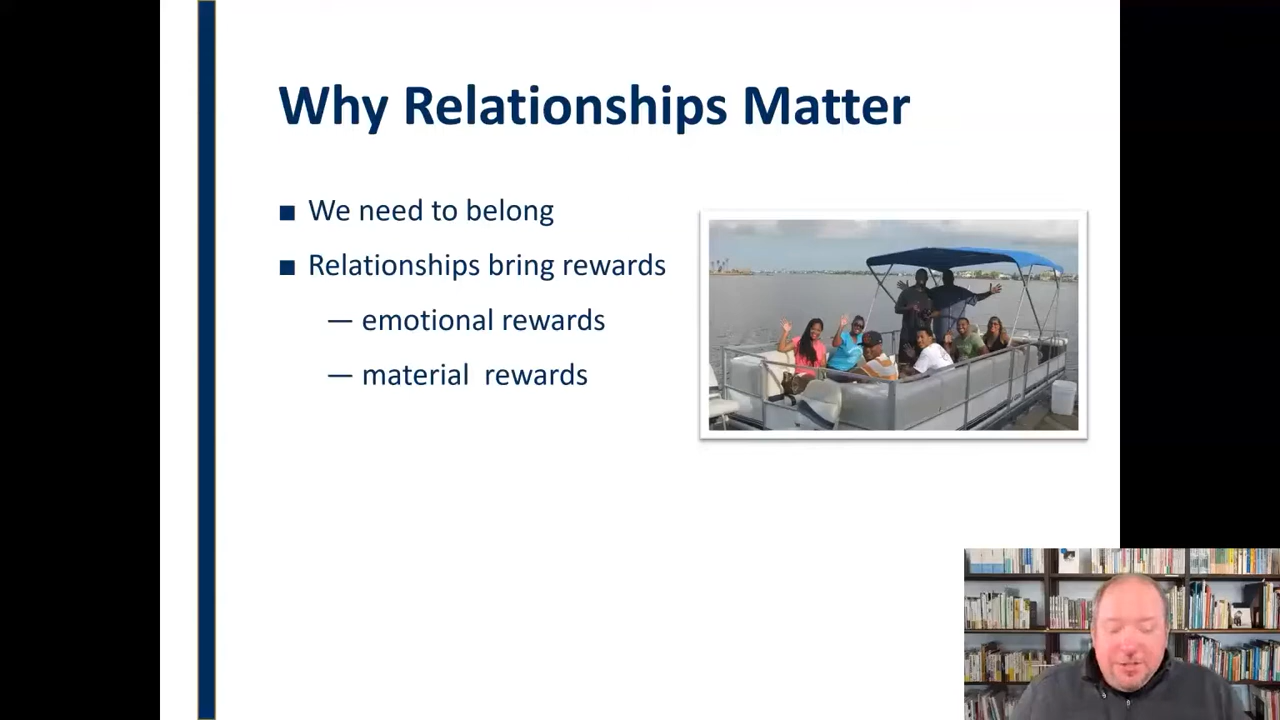 Why Relationships Matter
■ We need to belong
■ Relationships bring rewards
— emotional rewards
— material  rewards